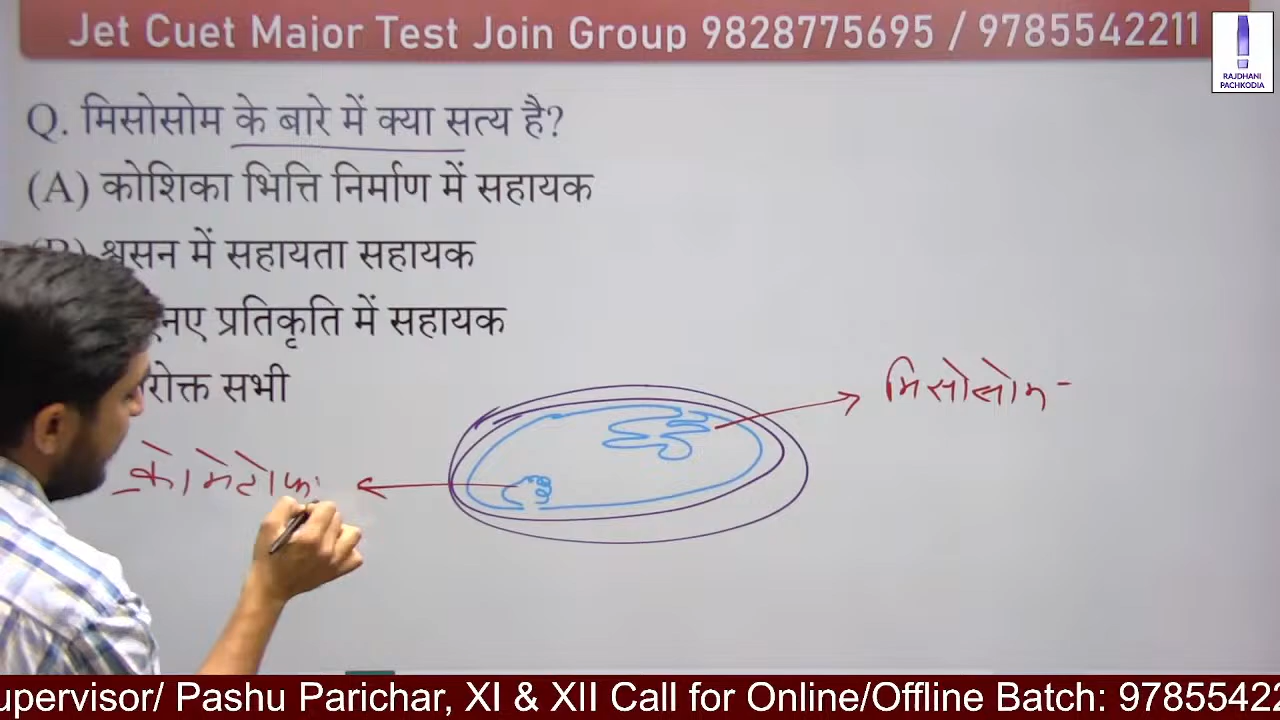 Jet Cuet Major Test Join Group 9828775695 / 9785542211
RAJDHANI
PACHKODIA
Q. मिसोसोम के बारे में क्या सत्य है?
(A) कोशिका भित्ति निर्माण में सहायक
श्वसन में सहायता सहायक
प्रतिकृति में सहायक
सभी
मिसोसोम -
upervisor/ Pashu Parichar, XI & XII Call for Online/Offline Batch: 97855422